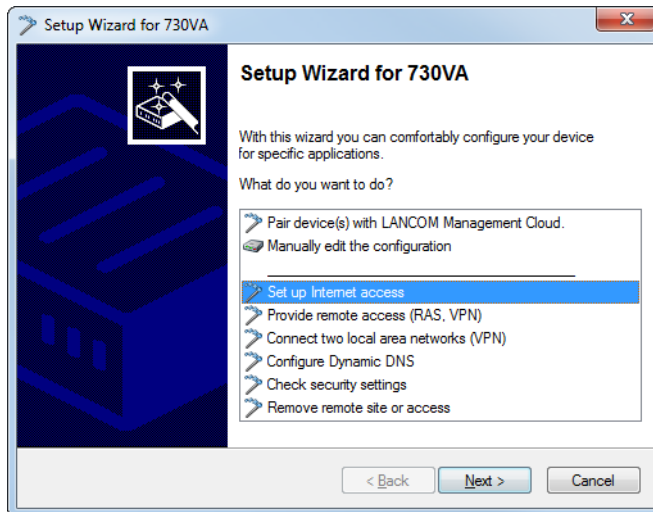 Setup Wizard for 730VA
Setup Wizard for 730VA
With this wizard you can comfortably configure your device
for specific applications.
What do you want to do?
Pair device(s) with LANCOM Management Cloud.
Manually edit the configuration
Set up Internet access
Provide remote access (RAS, VPN)
Connect two local area networks (VPN)
Configure Dynamic DNS
Check security settings
Remove remote site or access
< Back
Next >
Cancel